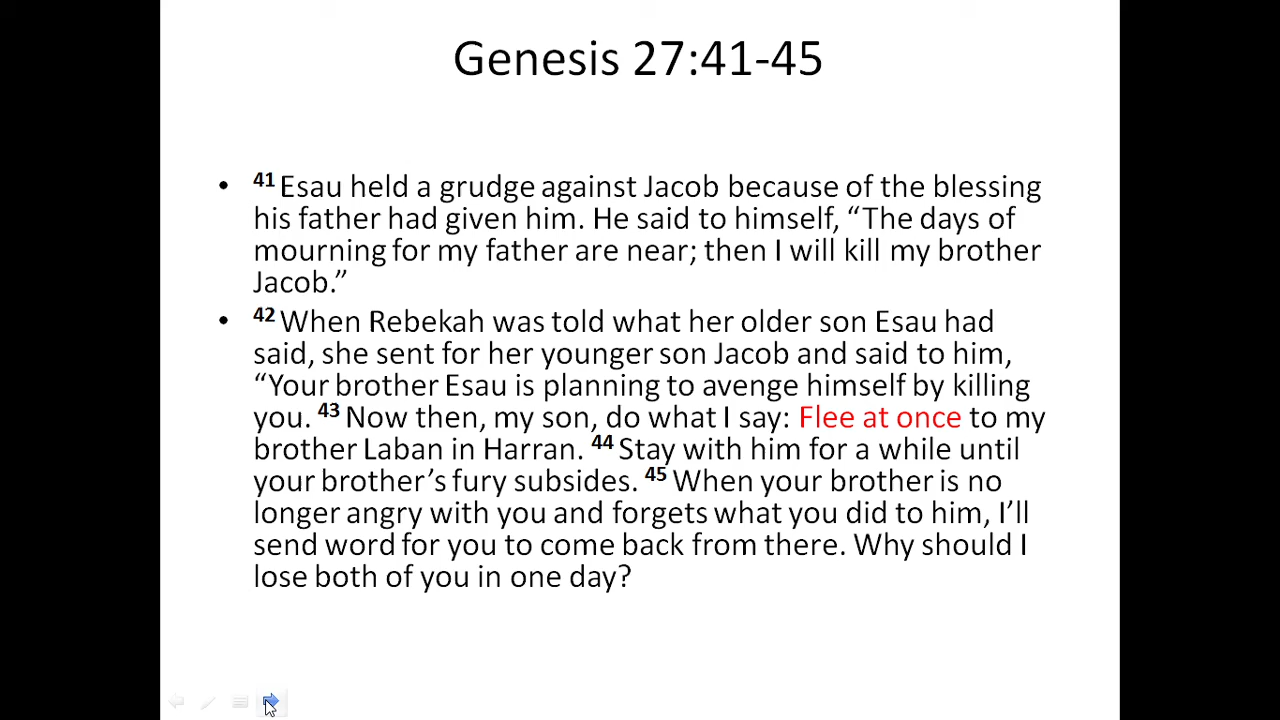 Genesis 27:41-45
• 41 Esau held a grudge against Jacob because of the blessing
his father had given him. He said to himself, “The days of
mourning for my father are near; then I will kill my brother
Jacob.”
• 42 When Rebekah was told what her older son Esau had
said, she sent for her younger son Jacob and said to him,
“Your brother Esau is planning to avenge himself by killing
you. 43 Now then, my son, do what I say: Flee at once to my
brother Laban in Harran. 44 Stay with him for a while until
your brother’s fury subsides. 45 When your brother is no
longer angry with you and forgets what you did to him, I’ll
send word for you to come back from there. Why should I
lose both of you in one day?